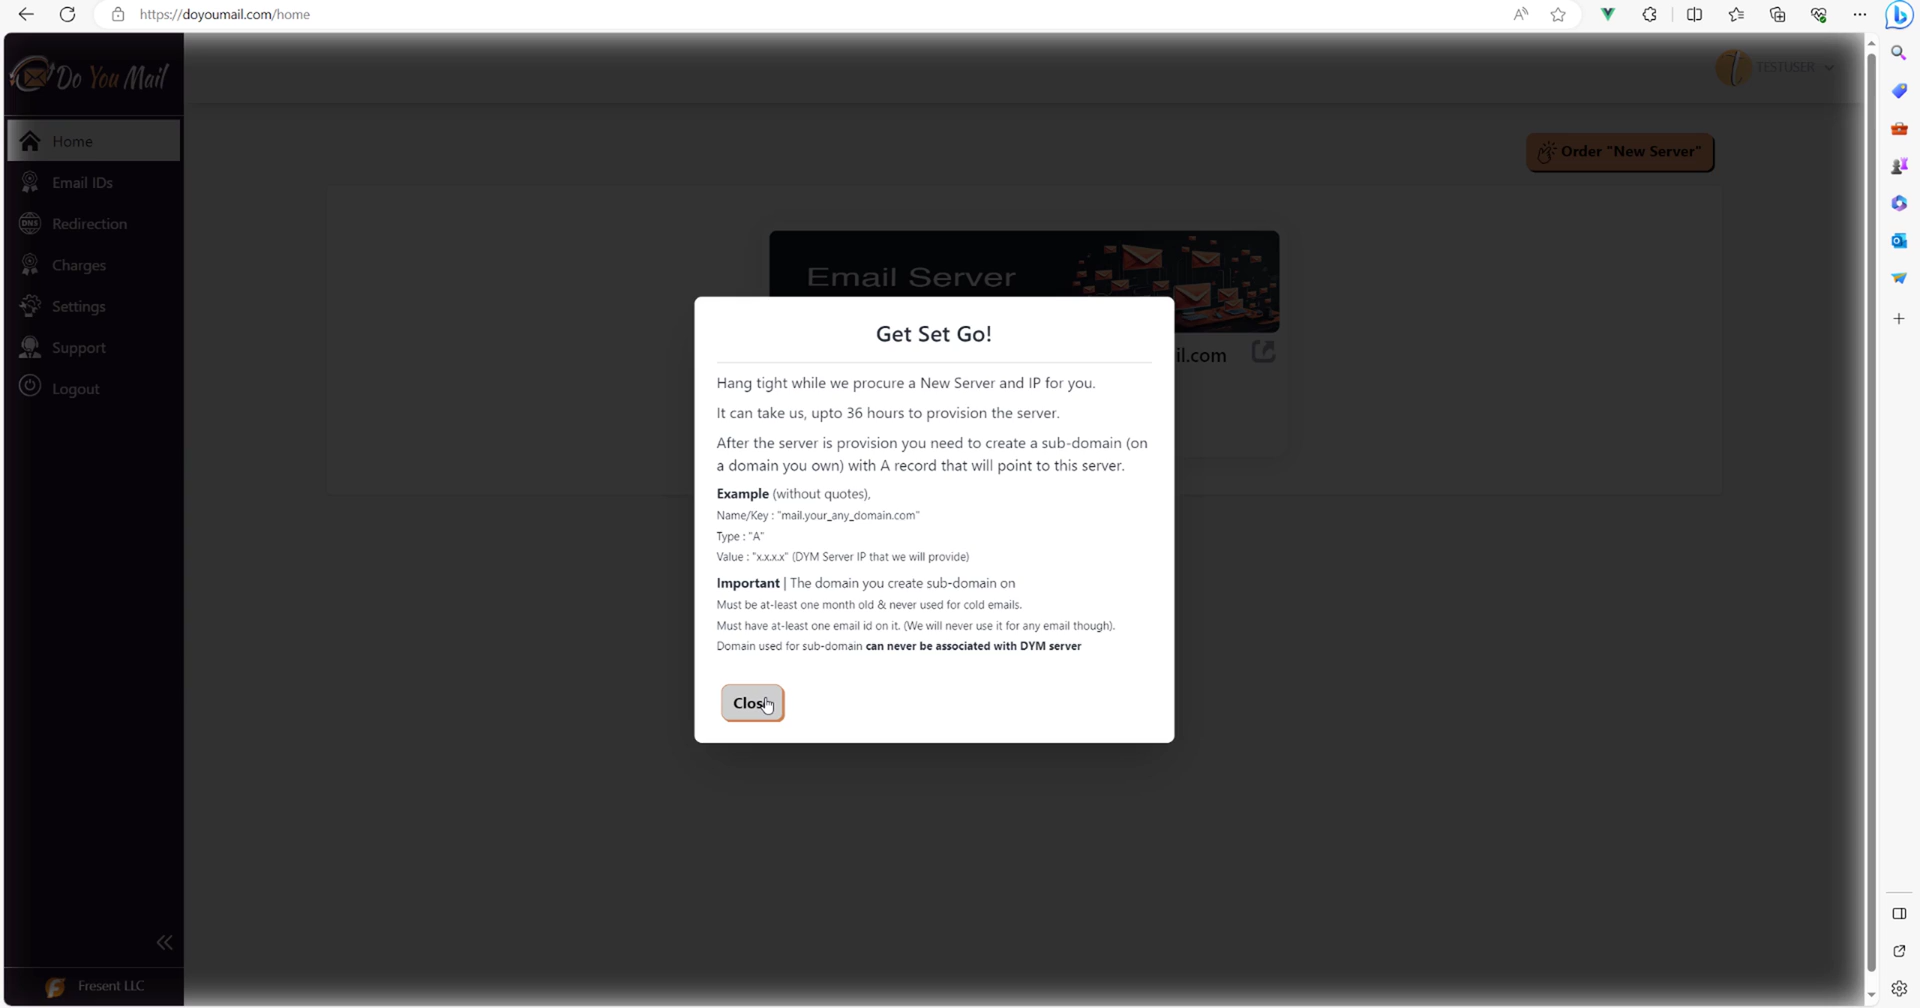 https://doyoumail.com/home
Do You Mail
TESTUSER
Home
Order "New Server"
Email IDs
Redirection
Charges
Settings
Support
Logout
Email Server
il.com
Get Set Go!
Hang tight while we procure a New Server and IP for you.
It can take us, upto 36 hours to provision the server.
After the server is provision you need to create a sub-domain (on
a domain you own) with A record that will point to this server.
Example (without quotes),
Name/Key : "mail.your_any_domain.com"
Type : "A"
Value : "x.x.x.x" (DYM Server IP that we will provide)
Important | The domain you create sub-domain on
Must be at-least one month old & never used for cold emails.
Must have at-least one email id on it. (We will never use it for any email though).
Domain used for sub-domain can never be associated with DYM server
Clos
Fresent LLC